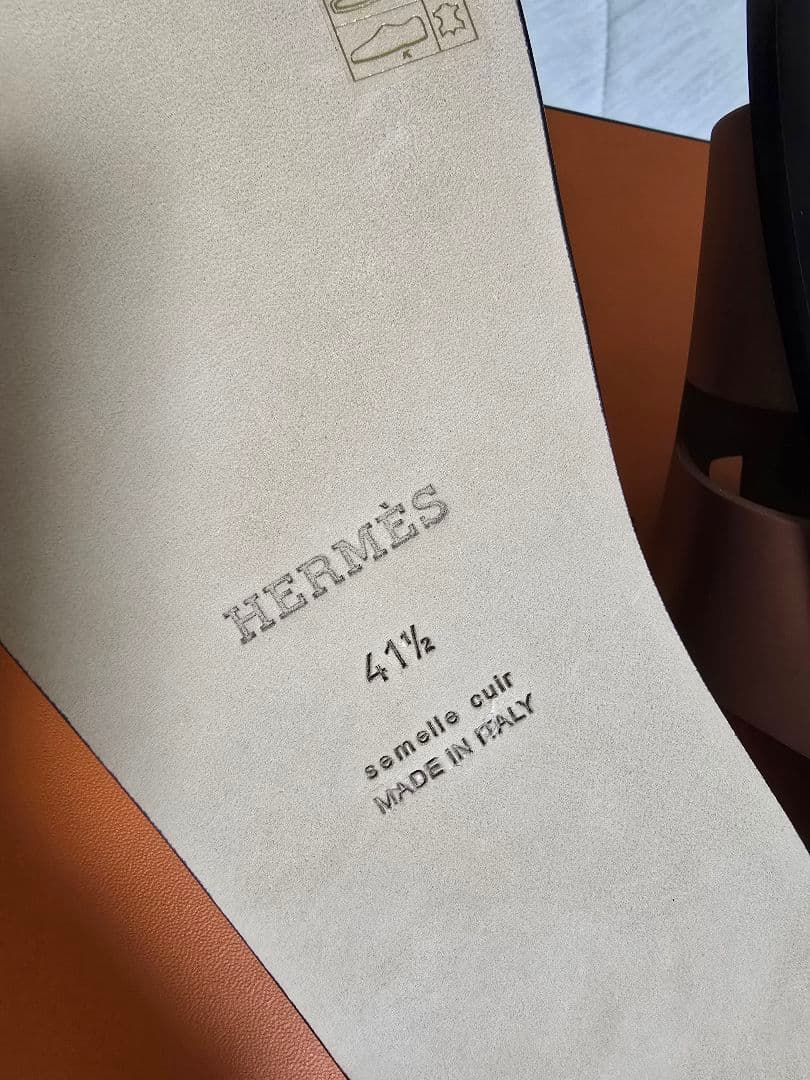 HERMÈS
41½
semelle cuir
MADE IN ITALY